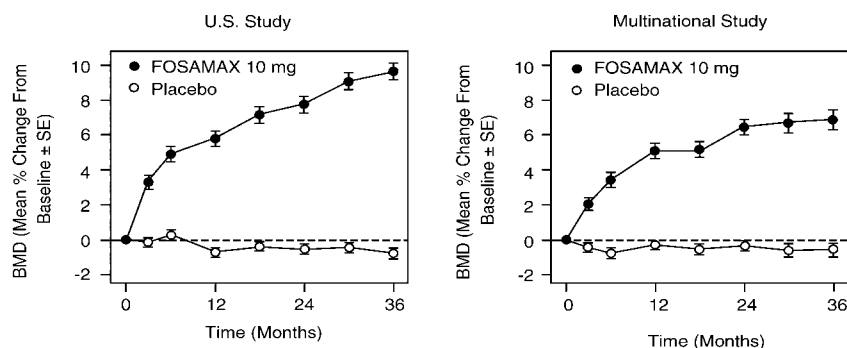 U.S. Study
BMD (Mean % Change From
Baseline ± SE)
10
8
6
4
2
0
-2
FOSAMAX 10 mg
Placebo
0
12
24
36
Time (Months)
Multinational Study
BMD (Mean % Change From
Baseline ± SE)
10
8
6
4
2
0
-2
FOSAMAX 10 mg
Placebo
0
12
24
36
Time (Months)